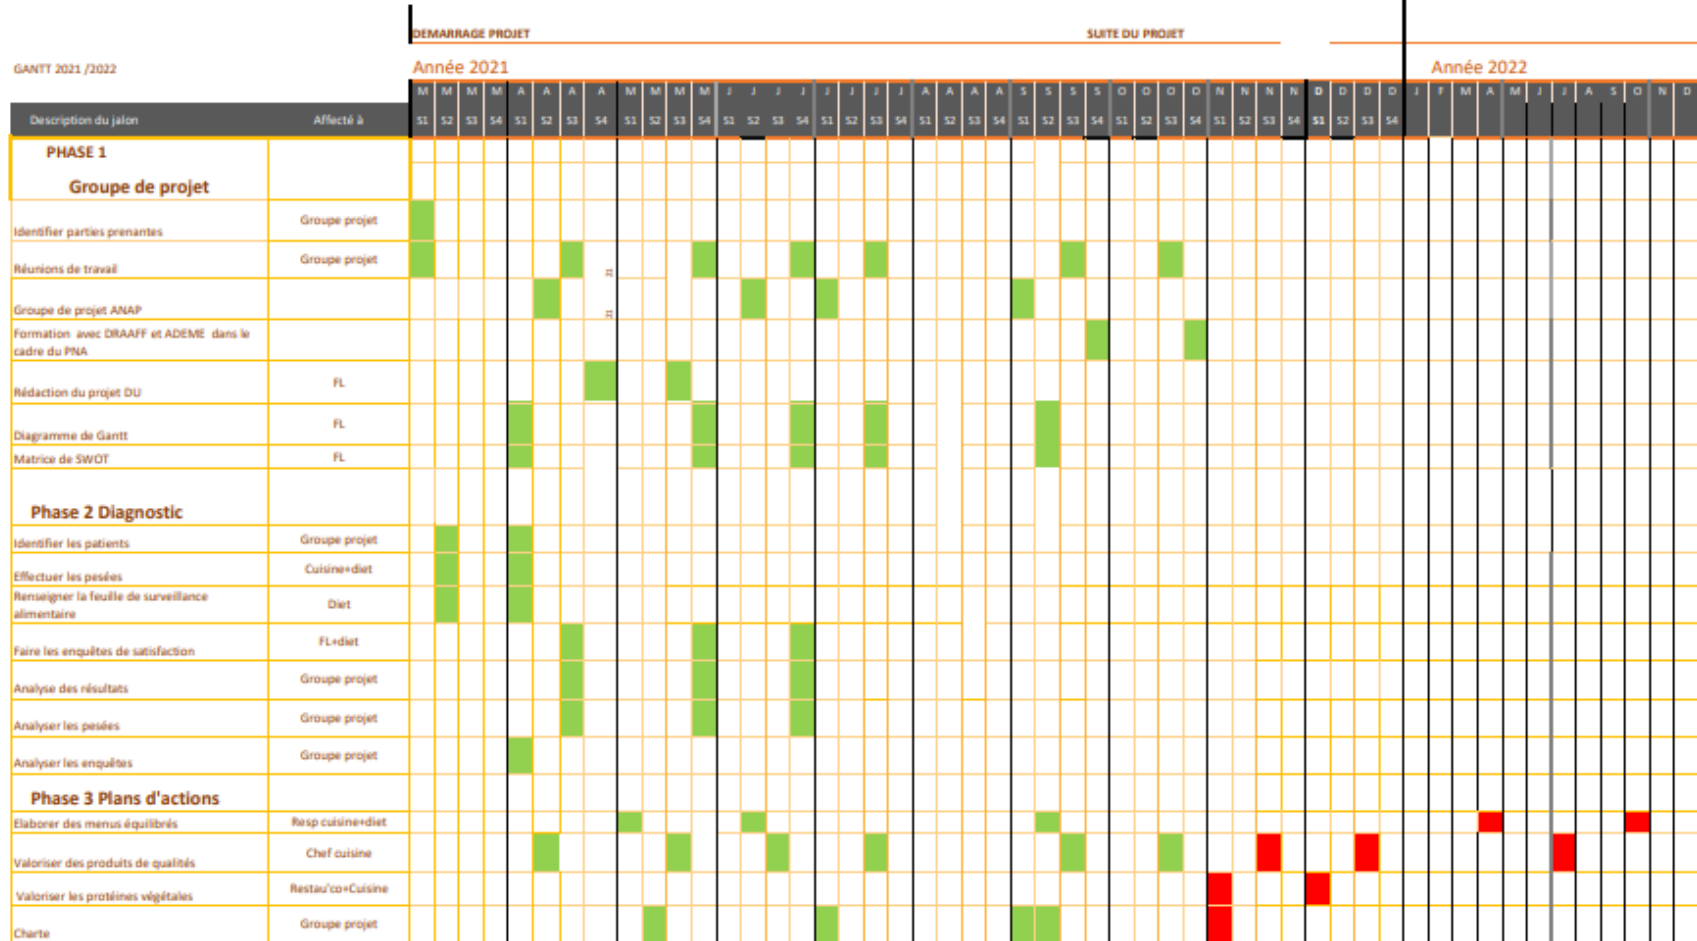 DEMARRAGE PROJET SUITE DU PROJET
GANTT 2021 /2022 Année 2021 Année 2022
M M M M A A A A M M M M J J J J J J J J A A A A S S S S O O O O N N N N D D D D J F M A M J J A S O N D
Description du jalon Affecté à S1 S2 S3 S4 S1 S2 S3 S4 S1 S2 S3 S4 S1 S2 S3 S4 S1 S2 S3 S4 S1 S2 S3 S4 S1 S2 S3 S4 S1 S2 S3 S4 S1 S2 S3 S4 S1 S2 S3 S4
PHASE 1
Groupe de projet
Identifier parties prenantes Groupe projet
Réunions de travail Groupe projet
21
Groupe de projet ANAP
21
Formation avec DRAAFF et ADEME dans le
cadre du PNA
Rédaction du projet DU FL
Diagramme de Gantt FL
Matrice de SWOT FL
Phase 2 Diagnostic
Identifier les patients Groupe projet
Effectuer les pesées Cuisine+diet
Renseigner la feuille de surveillance
alimentaire Diet
Faire les enquêtes de satisfaction FL+diet
Analyse des résultats Groupe projet
Analyser les pesées Groupe projet
Analyser les enquêtes Groupe projet
Phase 3 Plans d'actions
Elaborer des menus équilibrés Resp cuisine+diet
Valoriser des produits de qualités Chef cuisine
Valoriser les protéines végétales Restau'co+Cuisine
Charte Groupe projet